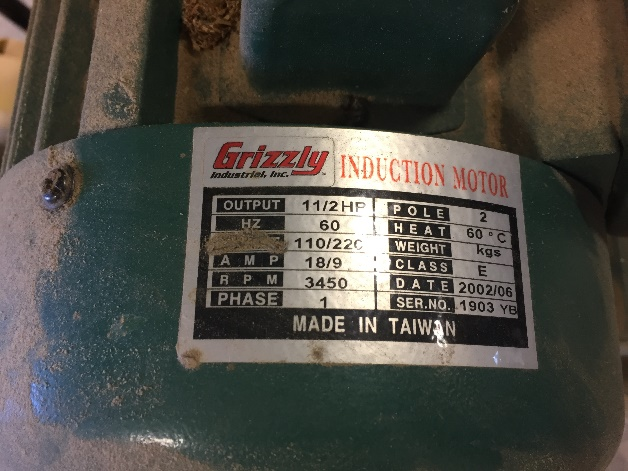 Grizzly
Industrial, Inc.
INDUCTION MOTOR
OUTPUT 11/2HP POLE 2
HZ 60 HEAT 60°C
110/220 WEIGHT kgs
AMP 18/9 CLASS E
RPM 3450 DATE 2002/06
PHASE 1 SER.NO. 1903 YB
MADE IN TAIWAN